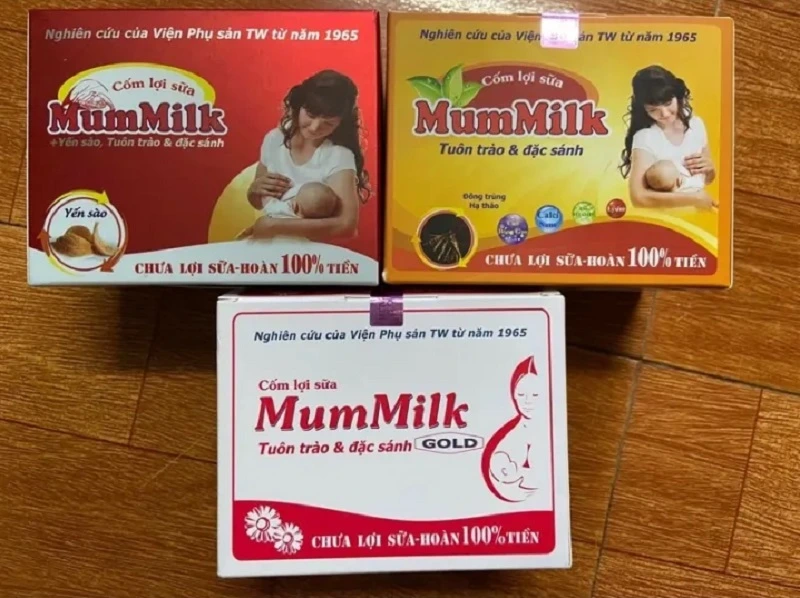 Nghiên cứu của Viện Phụ sản TW từ năm 1965
Cốm lợi sữa
MumMilk
+Yến sào, Tuôn trào & đặc sánh
Yến sào
CHƯA LỢI SỮA-HOÀN 100% TIỀN
Nghiên cứu của Viện sản TW từ năm 1965
Cốm lợi sữa
MumMilk
Tuôn trào & đặc sánh
Đông trùng
Hạ thảo
CHƯA LỢI SỮA-HOÀN 100% TIỀN
Nghiên cứu của Viện Phụ sản TW từ năm 1965
Cốm lợi sữa
MumMilk
Tuôn trào & đặc sánh GOLD
CHƯA LỢI SỮA-HOÀN 100% TIỀN